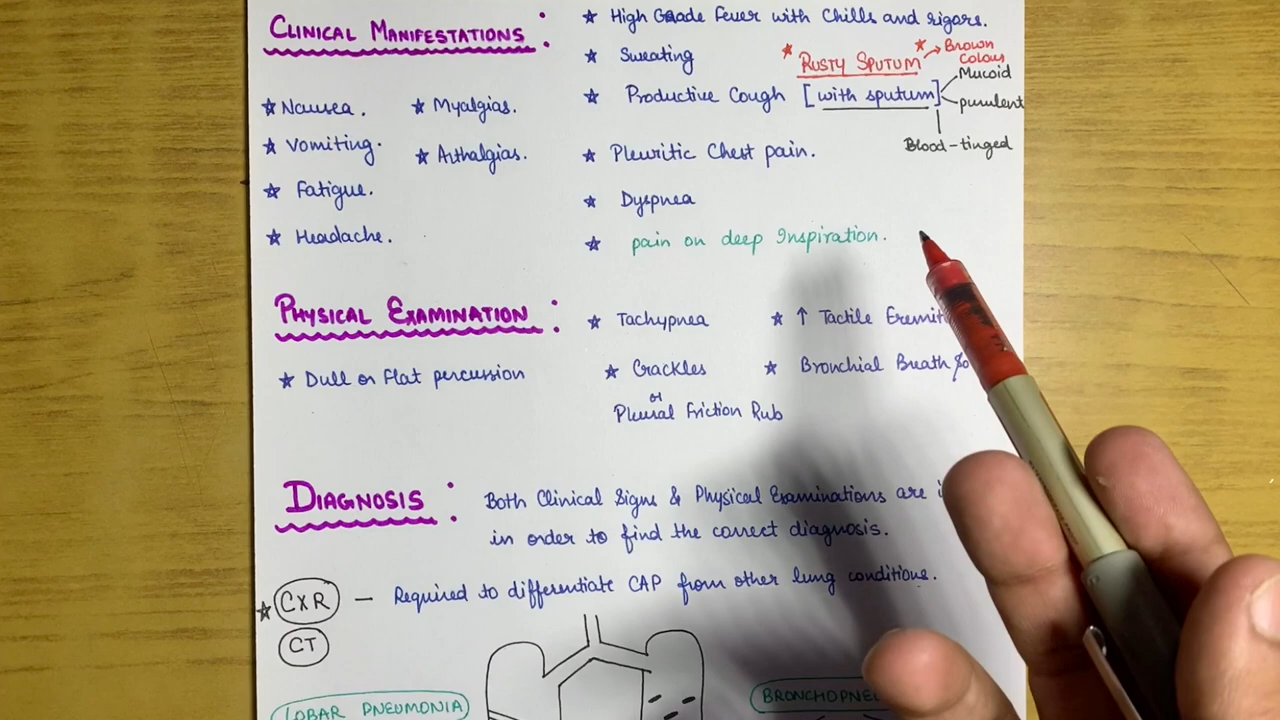 CLINICAL MANIFESTATIONS :
★ Nausea.
★ Myalgias.
★ Vomiting.
★ Arthalgias.
★ Fatigue.
★ Headache.
★ High Grade Fever with Chills and rigors.
★ Sweating
★ RUSTY SPUTUM ★ → Brown Colour
★ Productive Cough [with sputum]
Mucoid
purulent
Blood-tinged
★ Pleuritic Chest pain.
★ Dyspnea
★ pain on deep Inspiration.
PHYSICAL EXAMINATION :
★ Dull or Flat percussion
★ Tachypnea
★ ↑ Tactile
★ Crackles
or
Pleural Friction Rub
★ Bronchial Breath
DIAGNOSIS : Both Clinical Signs & Physical Examinations are
in order to find the correct diagnosis.
★ CXR — Required to differentiate CAP from other lung conditions.
CT
LOBAR PNEUMONIA